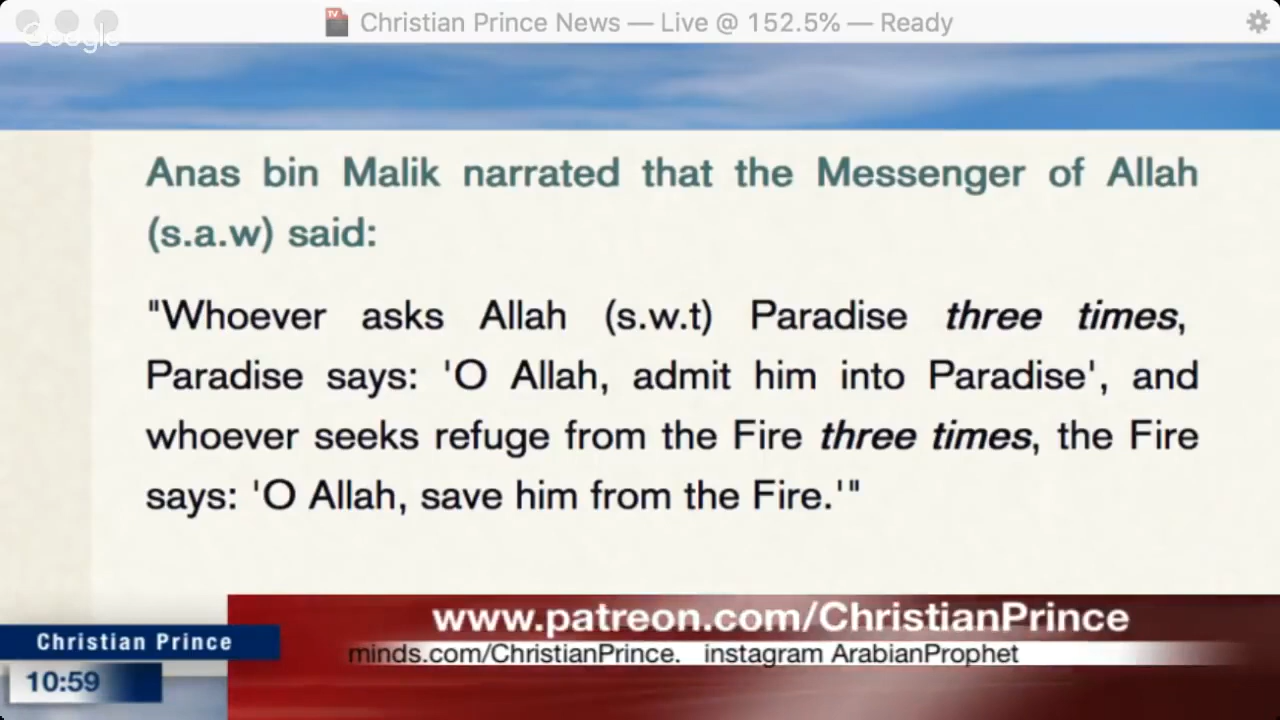 Christian Prince News — Live @ 152.5% — Ready
Google
Anas bin Malik narrated that the Messenger of Allah
(s.a.w) said:
"Whoever asks Allah (s.w.t) Paradise three times,
Paradise says: 'O Allah, admit him into Paradise', and
whoever seeks refuge from the Fire three times, the Fire
says: 'O Allah, save him from the Fire.'"
www.patreon.com/ChristianPrince
Christian Prince
minds.com/ChristianPrince. instagram ArabianProphet
10:59